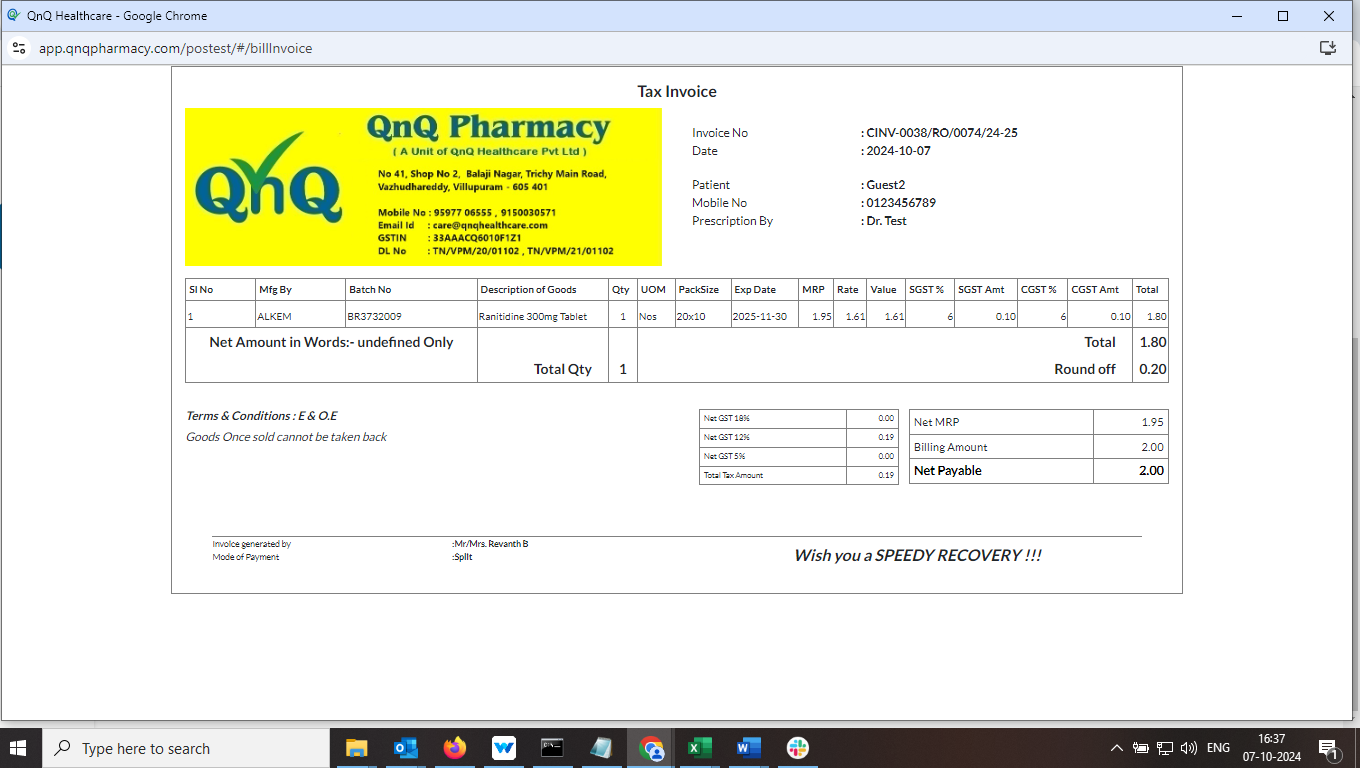 QnQ Healthcare - Google Chrome
app.qnqpharmacy.com/postest/#/billInvoice
Tax Invoice
QnQ
QnQ Pharmacy
( A Unit of QnQ Healthcare Pvt Ltd )
No 41, Shop No 2, Balaji Nagar, Trichy Main Road,
Vazhudhareddy, Villupuram - 605 401
Mobile No : 95977 06555 , 9150030571
Email Id : care@qnqhealthcare.com
GSTIN : 33AAACQ6010F1Z1
DL No : TN/VPM/20/01102 , TN/VPM/21/01102
Invoice No : CINV-0038/RO/0074/24-25
Date : 2024-10-07
Patient : Guest2
Mobile No : 0123456789
Prescription By : Dr. Test
Sl No Mfg By Batch No Description of Goods Qty UOM PackSize Exp Date MRP Rate Value SGST % SGST Amt CGST % CGST Amt Total
1 ALKEM BR3732009 Ranitidine 300mg Tablet 1 Nos 20x10 2025-11-30 1.95 1.61 1.61 6 0.10 6 0.10 1.80
Net Amount in Words:- undefined Only Total 1.80
Total Qty 1 Round off 0.20
Terms & Conditions : E & O.E
Goods Once sold cannot be taken back
Net GST 18% 0.00
Net GST 12% 0.19
Net GST 5% 0.00
Total Tax Amount 0.19
Net MRP 1.95
Billing Amount 2.00
Net Payable 2.00
Invoice generated by :Mr/Mrs. Revanth B
Mode of Payment :Split
Wish you a SPEEDY RECOVERY !!!
Type here to search
ENG
16:37
07-10-2024
1